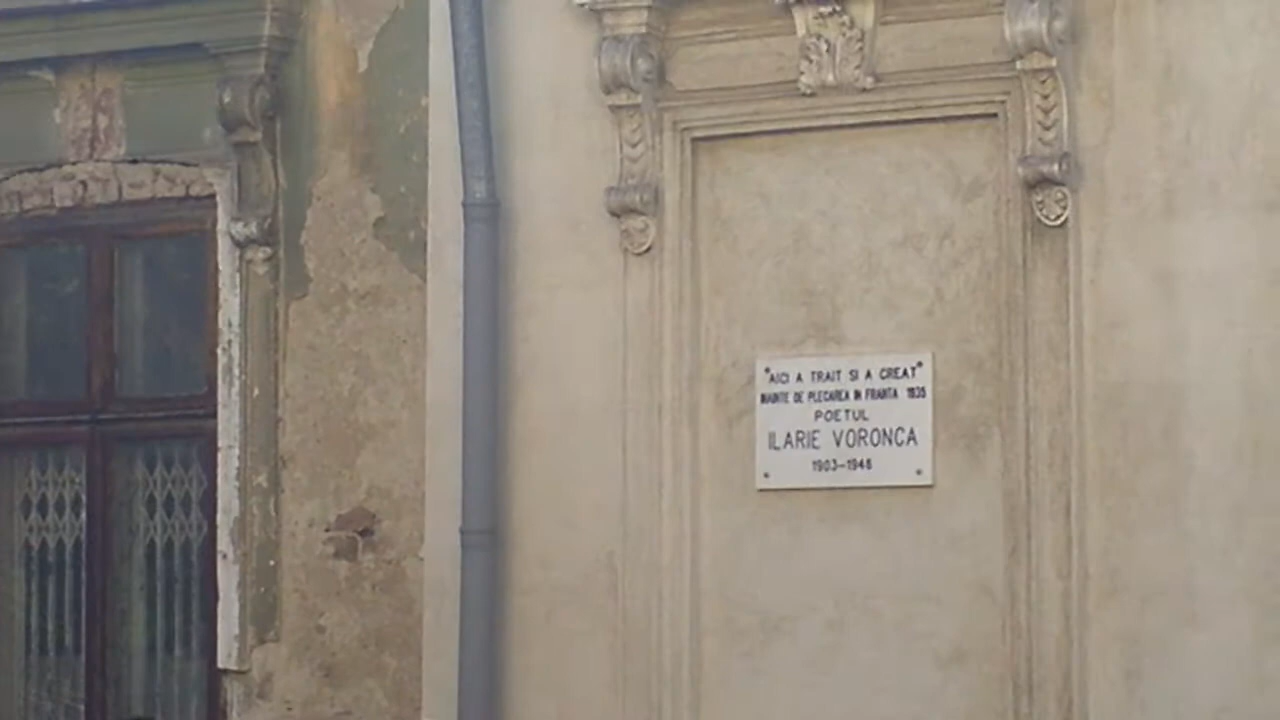 "AICI A TRAIT SI A CREAT"
INAINTE DE PLECAREA IN FRANTA 1935
POETUL
ILARIE VORONCA
1903-1946